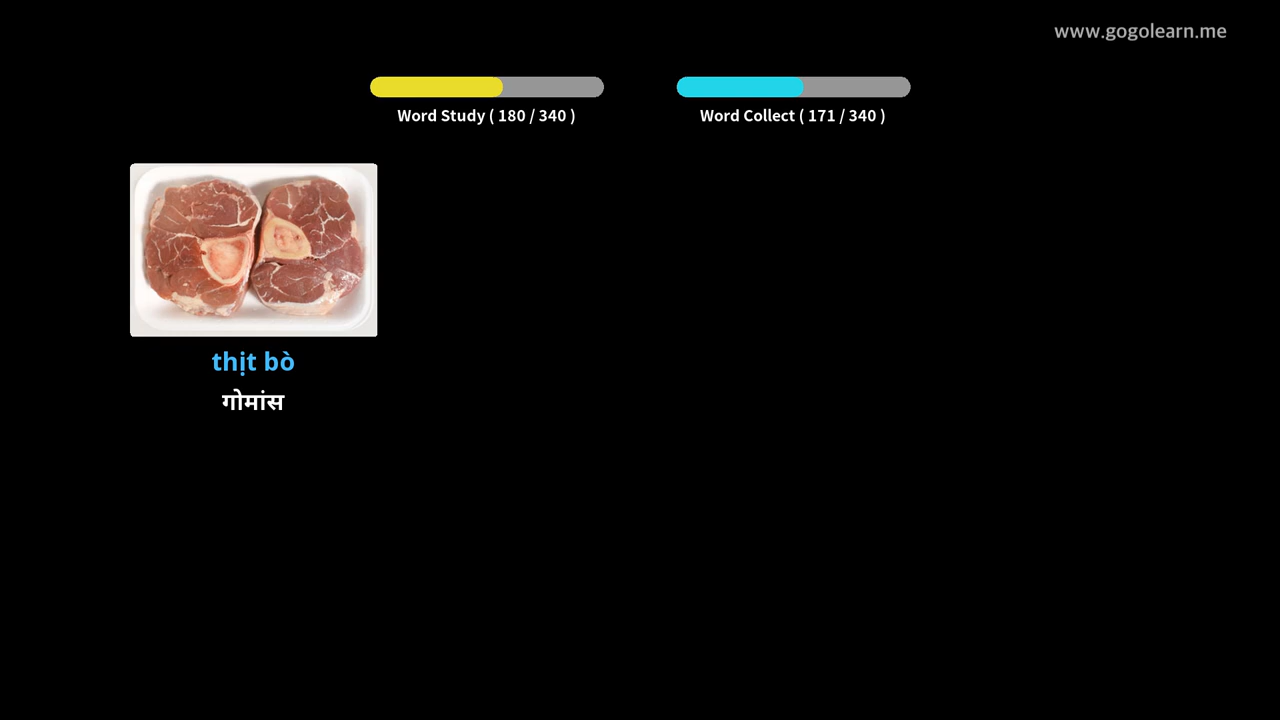 www.gogolearn.me
Word Study ( 180 / 340 )
Word Collect ( 171 / 340 )
thịt bò
गोमांस